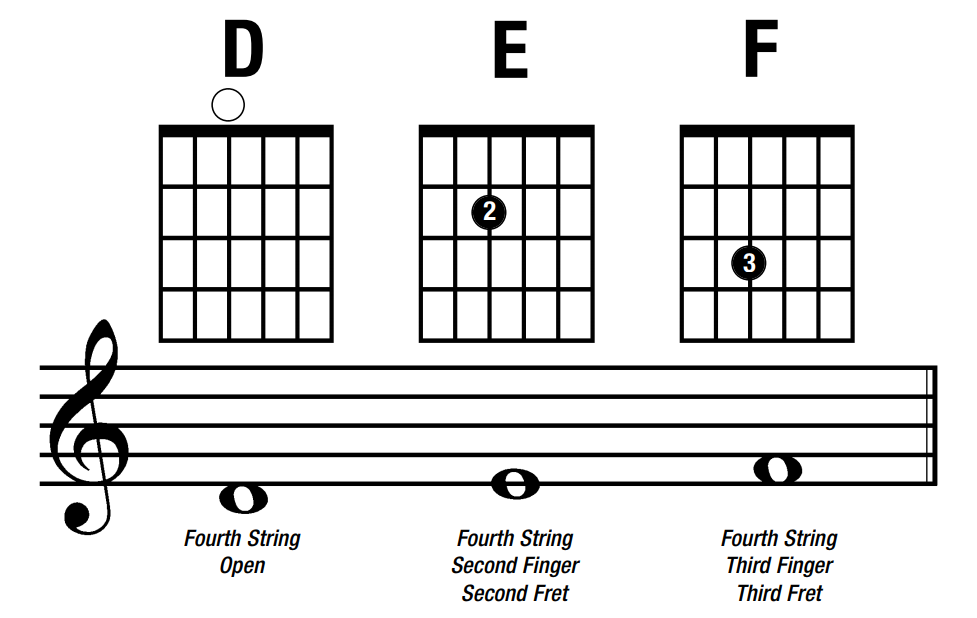 D E F
2
3
Fourth String Fourth String Fourth String
Open Second Finger Third Finger
Second Fret Third Fret